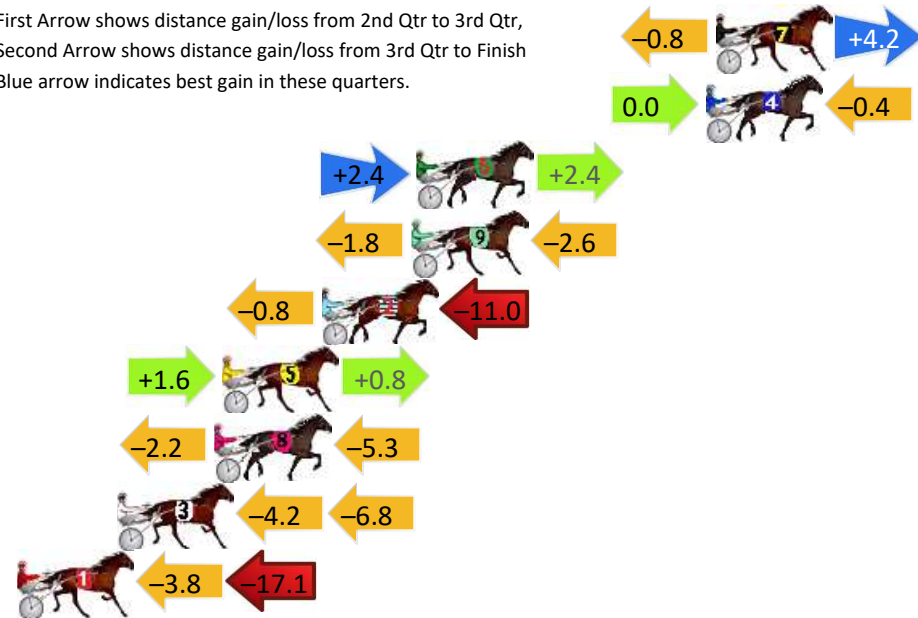 First Arrow shows distance gain/loss from 2nd Qtr to 3rd Qtr,
Second Arrow shows distance gain/loss from 3rd Qtr to Finish
Blue arrow indicates best gain in these quarters.
–0.8 7 +4.2
0.0 4 –0.4
+2.4 6 +2.4
–1.8 9 –2.6
–0.8 –11.0
+1.6 5 +0.8
–2.2 8 –5.3
3 –4.2 –6.8
1 –3.8 –17.1